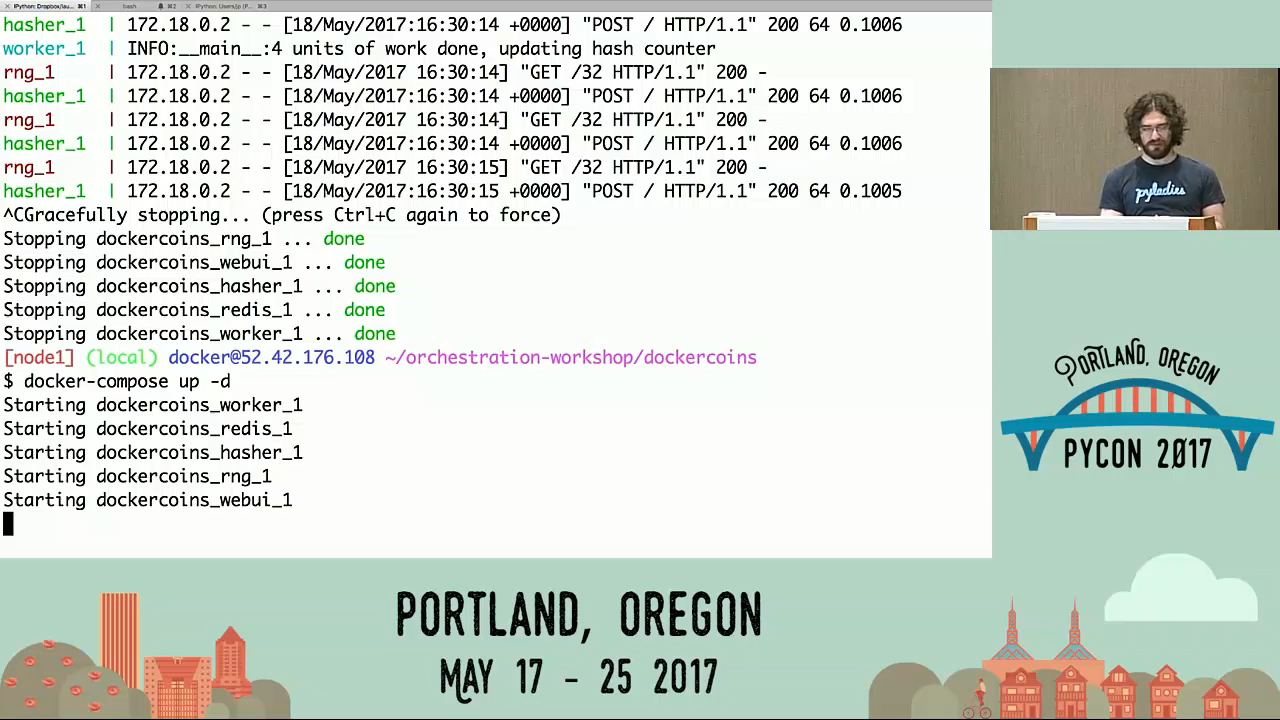 IPython: Dropbox/lau... ⌘1
bash ⌘2
IPython: Users/jp (P... ⌘3
hasher_1 | 172.18.0.2 - - [18/May/2017:16:30:14 +0000] "POST / HTTP/1.1" 200 64 0.1006
worker_1 | INFO:__main__:4 units of work done, updating hash counter
rng_1 | 172.18.0.2 - - [18/May/2017 16:30:14] "GET /32 HTTP/1.1" 200 -
hasher_1 | 172.18.0.2 - - [18/May/2017:16:30:14 +0000] "POST / HTTP/1.1" 200 64 0.1006
rng_1 | 172.18.0.2 - - [18/May/2017 16:30:14] "GET /32 HTTP/1.1" 200 -
hasher_1 | 172.18.0.2 - - [18/May/2017:16:30:14 +0000] "POST / HTTP/1.1" 200 64 0.1006
rng_1 | 172.18.0.2 - - [18/May/2017 16:30:15] "GET /32 HTTP/1.1" 200 -
hasher_1 | 172.18.0.2 - - [18/May/2017:16:30:15 +0000] "POST / HTTP/1.1" 200 64 0.1005
^CGracefully stopping... (press Ctrl+C again to force)
Stopping dockercoins_rng_1 ... done
Stopping dockercoins_webui_1 ... done
Stopping dockercoins_hasher_1 ... done
Stopping dockercoins_redis_1 ... done
Stopping dockercoins_worker_1 ... done
[node1] (local) docker@52.42.176.108 ~/orchestration-workshop/dockercoins
$ docker-compose up -d
Starting dockercoins_worker_1
Starting dockercoins_redis_1
Starting dockercoins_hasher_1
Starting dockercoins_rng_1
Starting dockercoins_webui_1
pyladies
PORTLAND, OREGON
PYCON 2017
PORTLAND, OREGON
MAY 17 - 25 2017